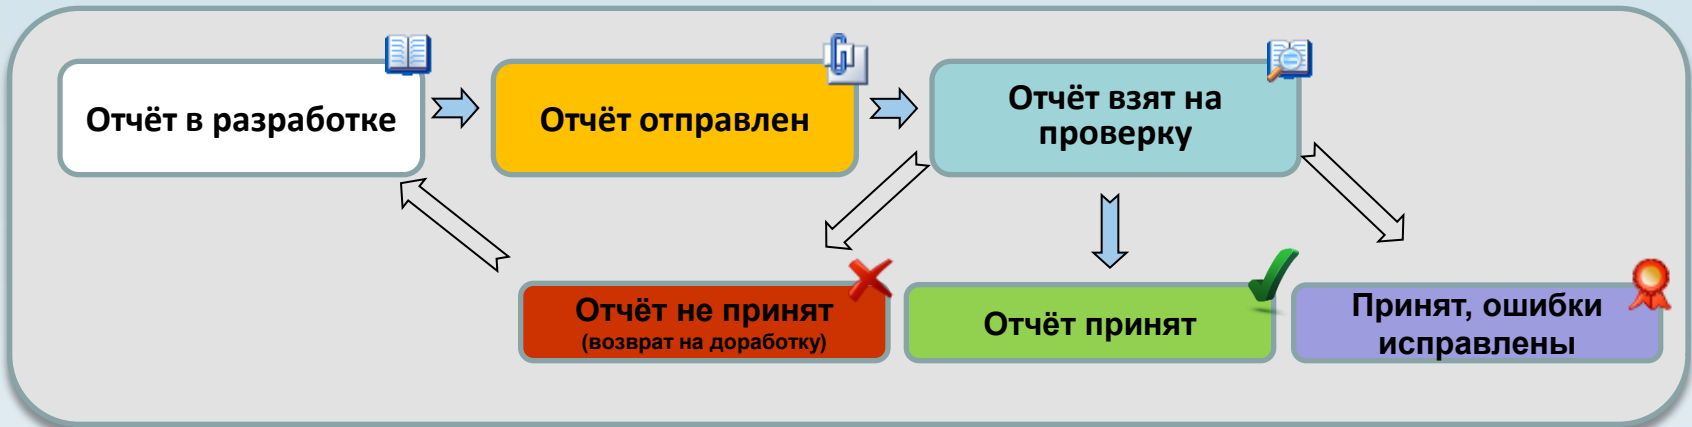 Отчёт в разработке
Отчёт отправлен
Отчёт взят на
проверку
Отчёт не принят
(возврат на доработку)
Отчёт принят
Принят, ошибки
исправлены